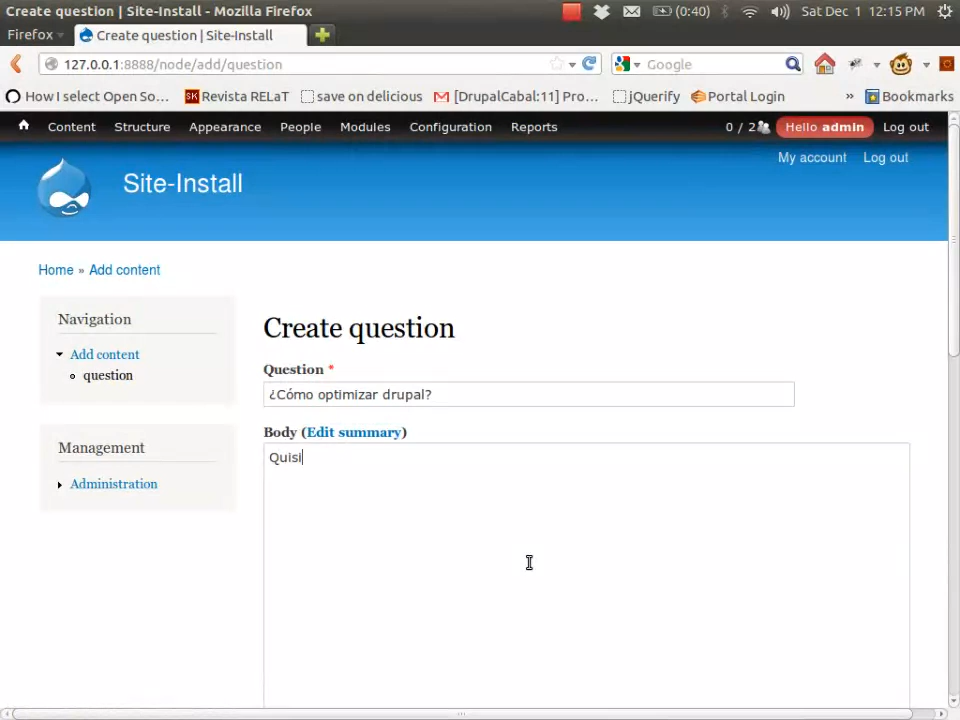 Create question | Site-Install - Mozilla Firefox
(0:40)
Sat Dec 1 12:15 PM
Firefox
Create question | Site-Install
127.0.0.1:8888/node/add/question
Google
How I select Open So...
SK Revista RELaT
save on delicious
[DrupalCabal:11] Pro...
jQuerify
Portal Login
»
Bookmarks
Content
Structure
Appearance
People
Modules
Configuration
Reports
0 / 2
Hello admin
Log out
My account
Log out
Site-Install
Home » Add content
Navigation
Add content
question
Management
Administration
Create question
Question *
¿Cómo optimizar drupal?
Body (Edit summary)
Quisi